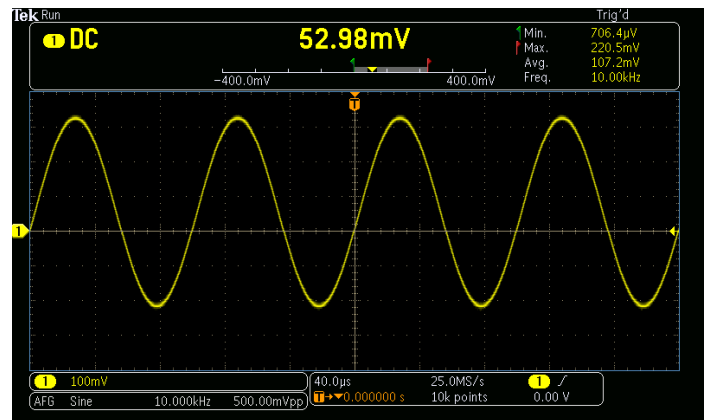 Tek Run Trig'd
1 DC 52.98mV
Min. 706.4µV
Max. 220.5mV
Avg. 107.2mV
Freq. 10.00kHz
-400.0mV 400.0mV
T
1
1 100mV
AFG Sine 10.000kHz 500.00mVpp
40.0µs 25.0MS/s
T→▼0.000000 s 10k points
1 ∫
0.00 V